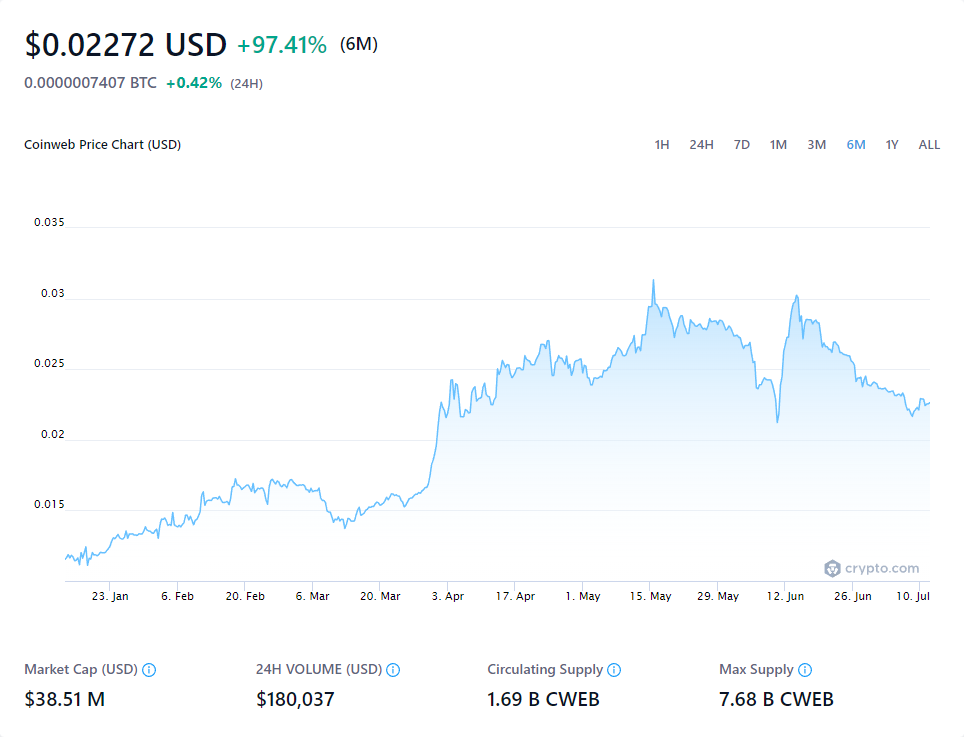 $0.02272 USD +97.41% (6M)
0.0000007407 BTC +0.42% (24H)
Coinweb Price Chart (USD) 1H 24H 7D 1M 3M 6M 1Y ALL
0.035
0.03
0.025
0.02
0.015
crypto.com
23. Jan 6. Feb 20. Feb 6. Mar 20. Mar 3. Apr 17. Apr 1. May 15. May 29. May 12. Jun 26. Jun 10. Jul
Market Cap (USD) 24H VOLUME (USD) Circulating Supply Max Supply
$38.51 M $180,037 1.69 B CWEB 7.68 B CWEB